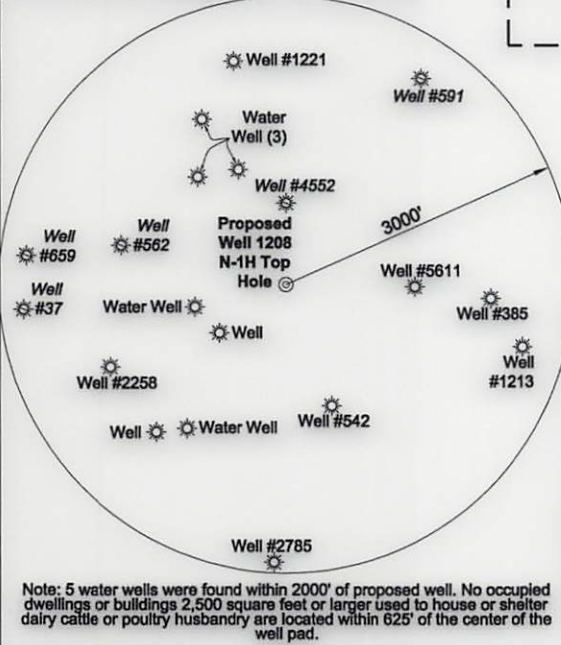 Well #1221
Well #591
Water
Well (3)
Well #4552
Proposed
Well 1208
N-1H Top
Hole
3000'
Well
#562
Well
#659
Well
#37
Water Well
Well
Well #5611
Well #385
Well
#1213
Well #2258
Well #542
Well
Water Well
Well #2785
Note: 5 water wells were found within 2000' of proposed well. No occupied
dwellings or buildings 2,500 square feet or larger used to house or shelter
dairy cattle or poultry husbandry are located within 625' of the center of the
well pad.